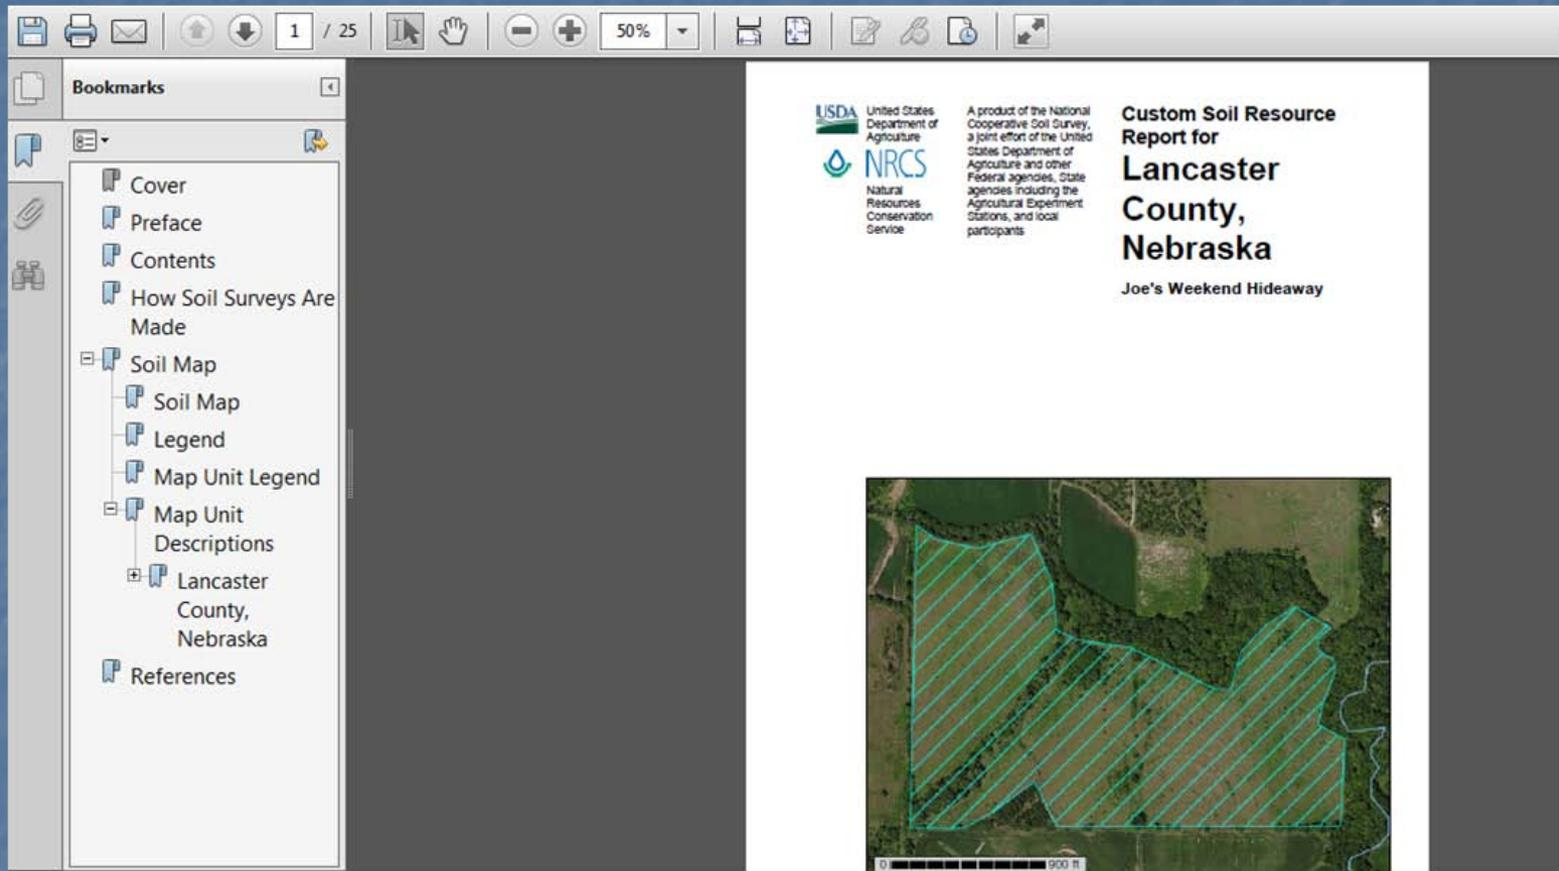 1 / 25
50%
Bookmarks
Cover
Preface
Contents
How Soil Surveys Are
Made
Soil Map
Soil Map
Legend
Map Unit Legend
Map Unit
Descriptions
Lancaster
County,
Nebraska
References
USDA
United States
Department of
Agriculture
NRCS
Natural
Resources
Conservation
Service
A product of the National
Cooperative Soil Survey,
a joint effort of the United
States Department of
Agriculture and other
Federal agencies, State
agencies including the
Agricultural Experiment
Stations, and local
participants
Custom Soil Resource
Report for
Lancaster
County,
Nebraska
Joe's Weekend Hideaway
0 900 ft